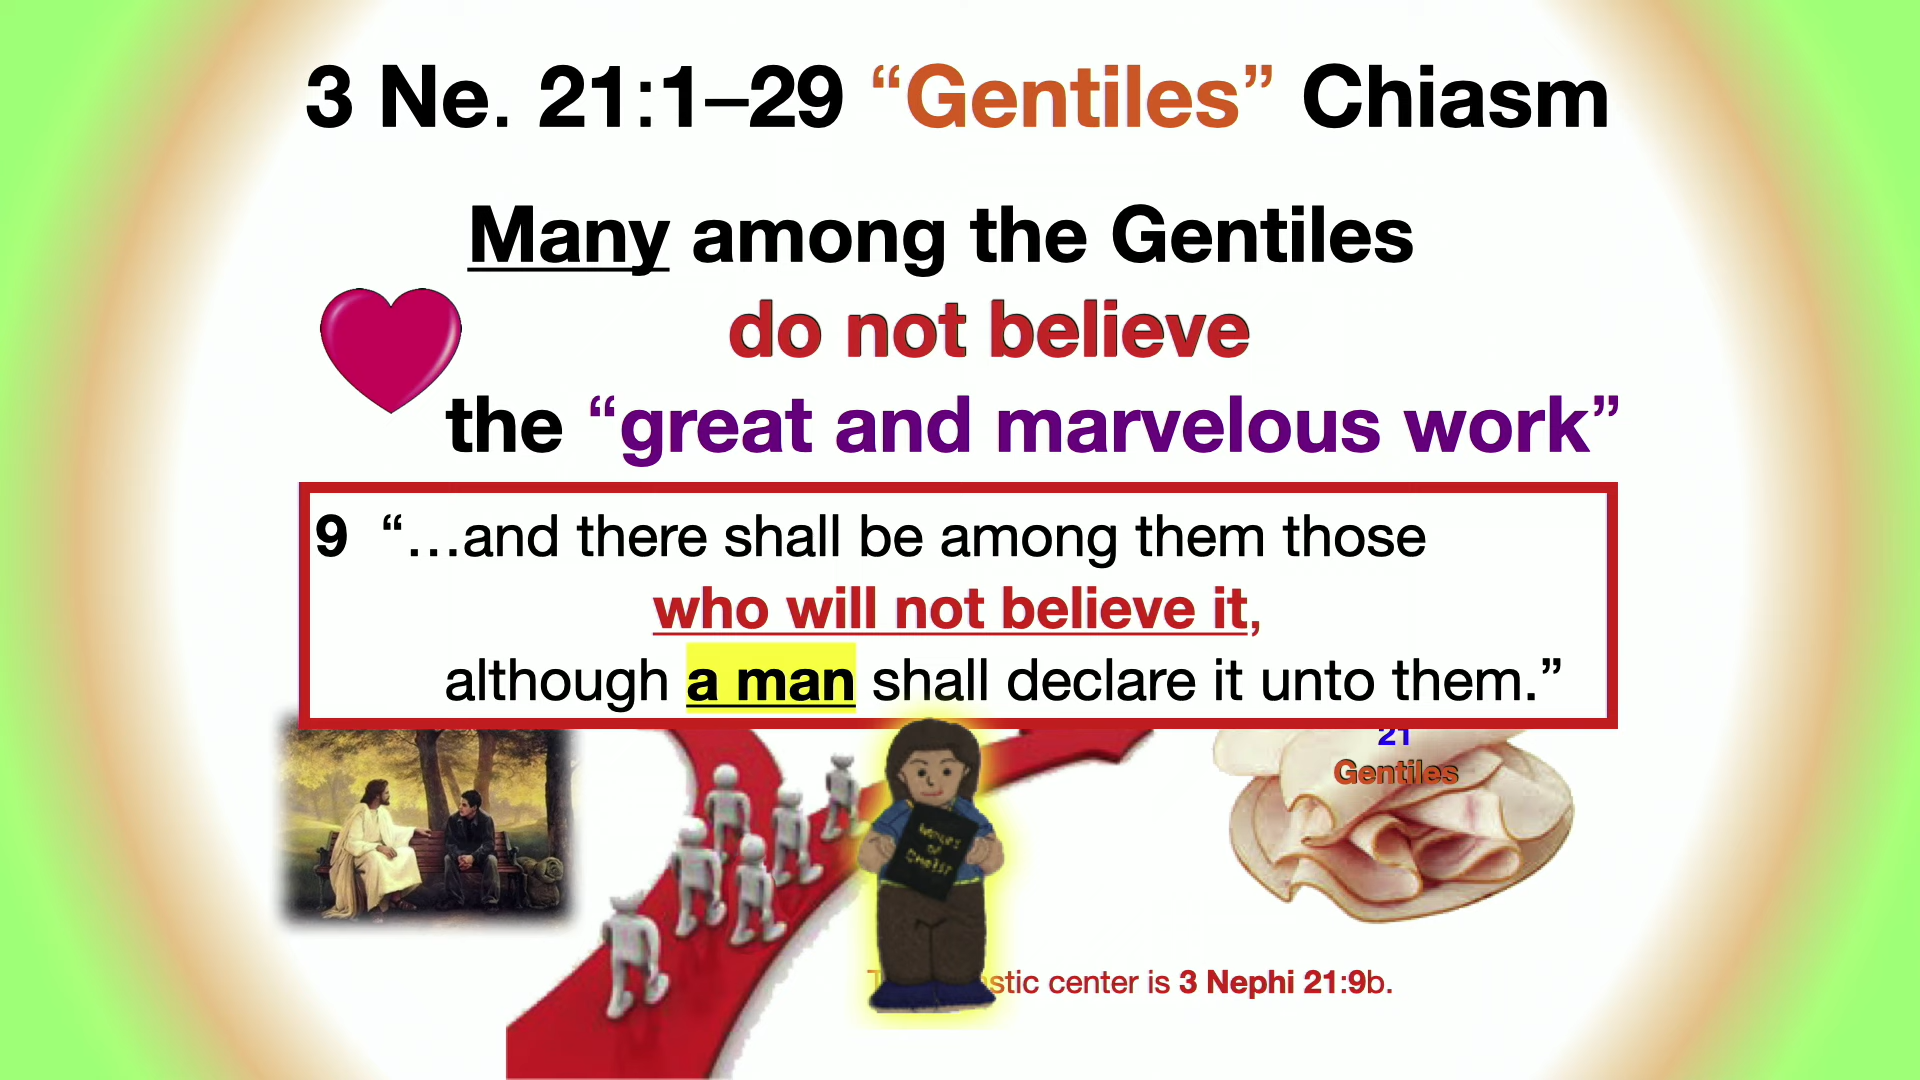 3 Ne. 21:1–29 “Gentiles” Chiasm
Many among the Gentiles
do not believe
the “great and marvelous work”
9 “…and there shall be among them those
who will not believe it,
although a man shall declare it unto them.”
21
Gentiles
OF
CHRIST
stic center is 3 Nephi 21:9b.